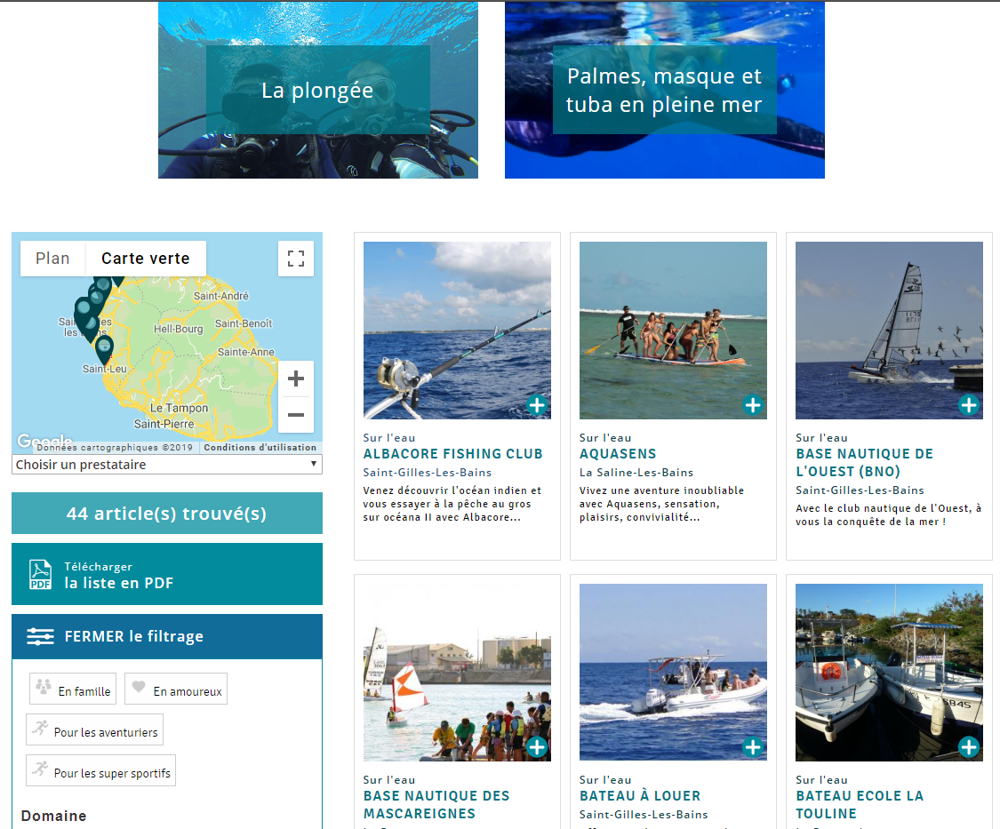 La plongée
Palmes, masque et
tuba en pleine mer
Plan
Carte verte
Saint-André
Hell-Bourg
Saint-Benoît
Sainte-Anne
Saint-Leu
Le Tampon
Saint-Pierre
Google
Données cartographiques ©2019
Conditions d'utilisation
Choisir un prestataire
44 article(s) trouvé(s)
Télécharger
la liste en PDF
PDF
FERMER le filtrage
En famille
En amoureux
Pour les aventuriers
Pour les super sportifs
Domaine
Sur l'eau
ALBACORE FISHING CLUB
Saint-Gilles-Les-Bains
Venez découvrir l'océan indien et
vous essayer à la pêche au gros
sur océana II avec Albacore...
Sur l'eau
AQUASENS
La Saline-Les-Bains
Vivez une aventure inoubliable
avec Aquasens, sensation,
plaisirs, convivialité...
Sur l'eau
BASE NAUTIQUE DE
L'OUEST (BNO)
Saint-Gilles-Les-Bains
Avec le club nautique de l'Ouest, à
vous la conquête de la mer !
Sur l'eau
BASE NAUTIQUE DES
MASCAREIGNES
Sur l'eau
BATEAU À LOUER
Saint-Gilles-Les-Bains
Sur l'eau
BATEAU ECOLE LA
TOULINE